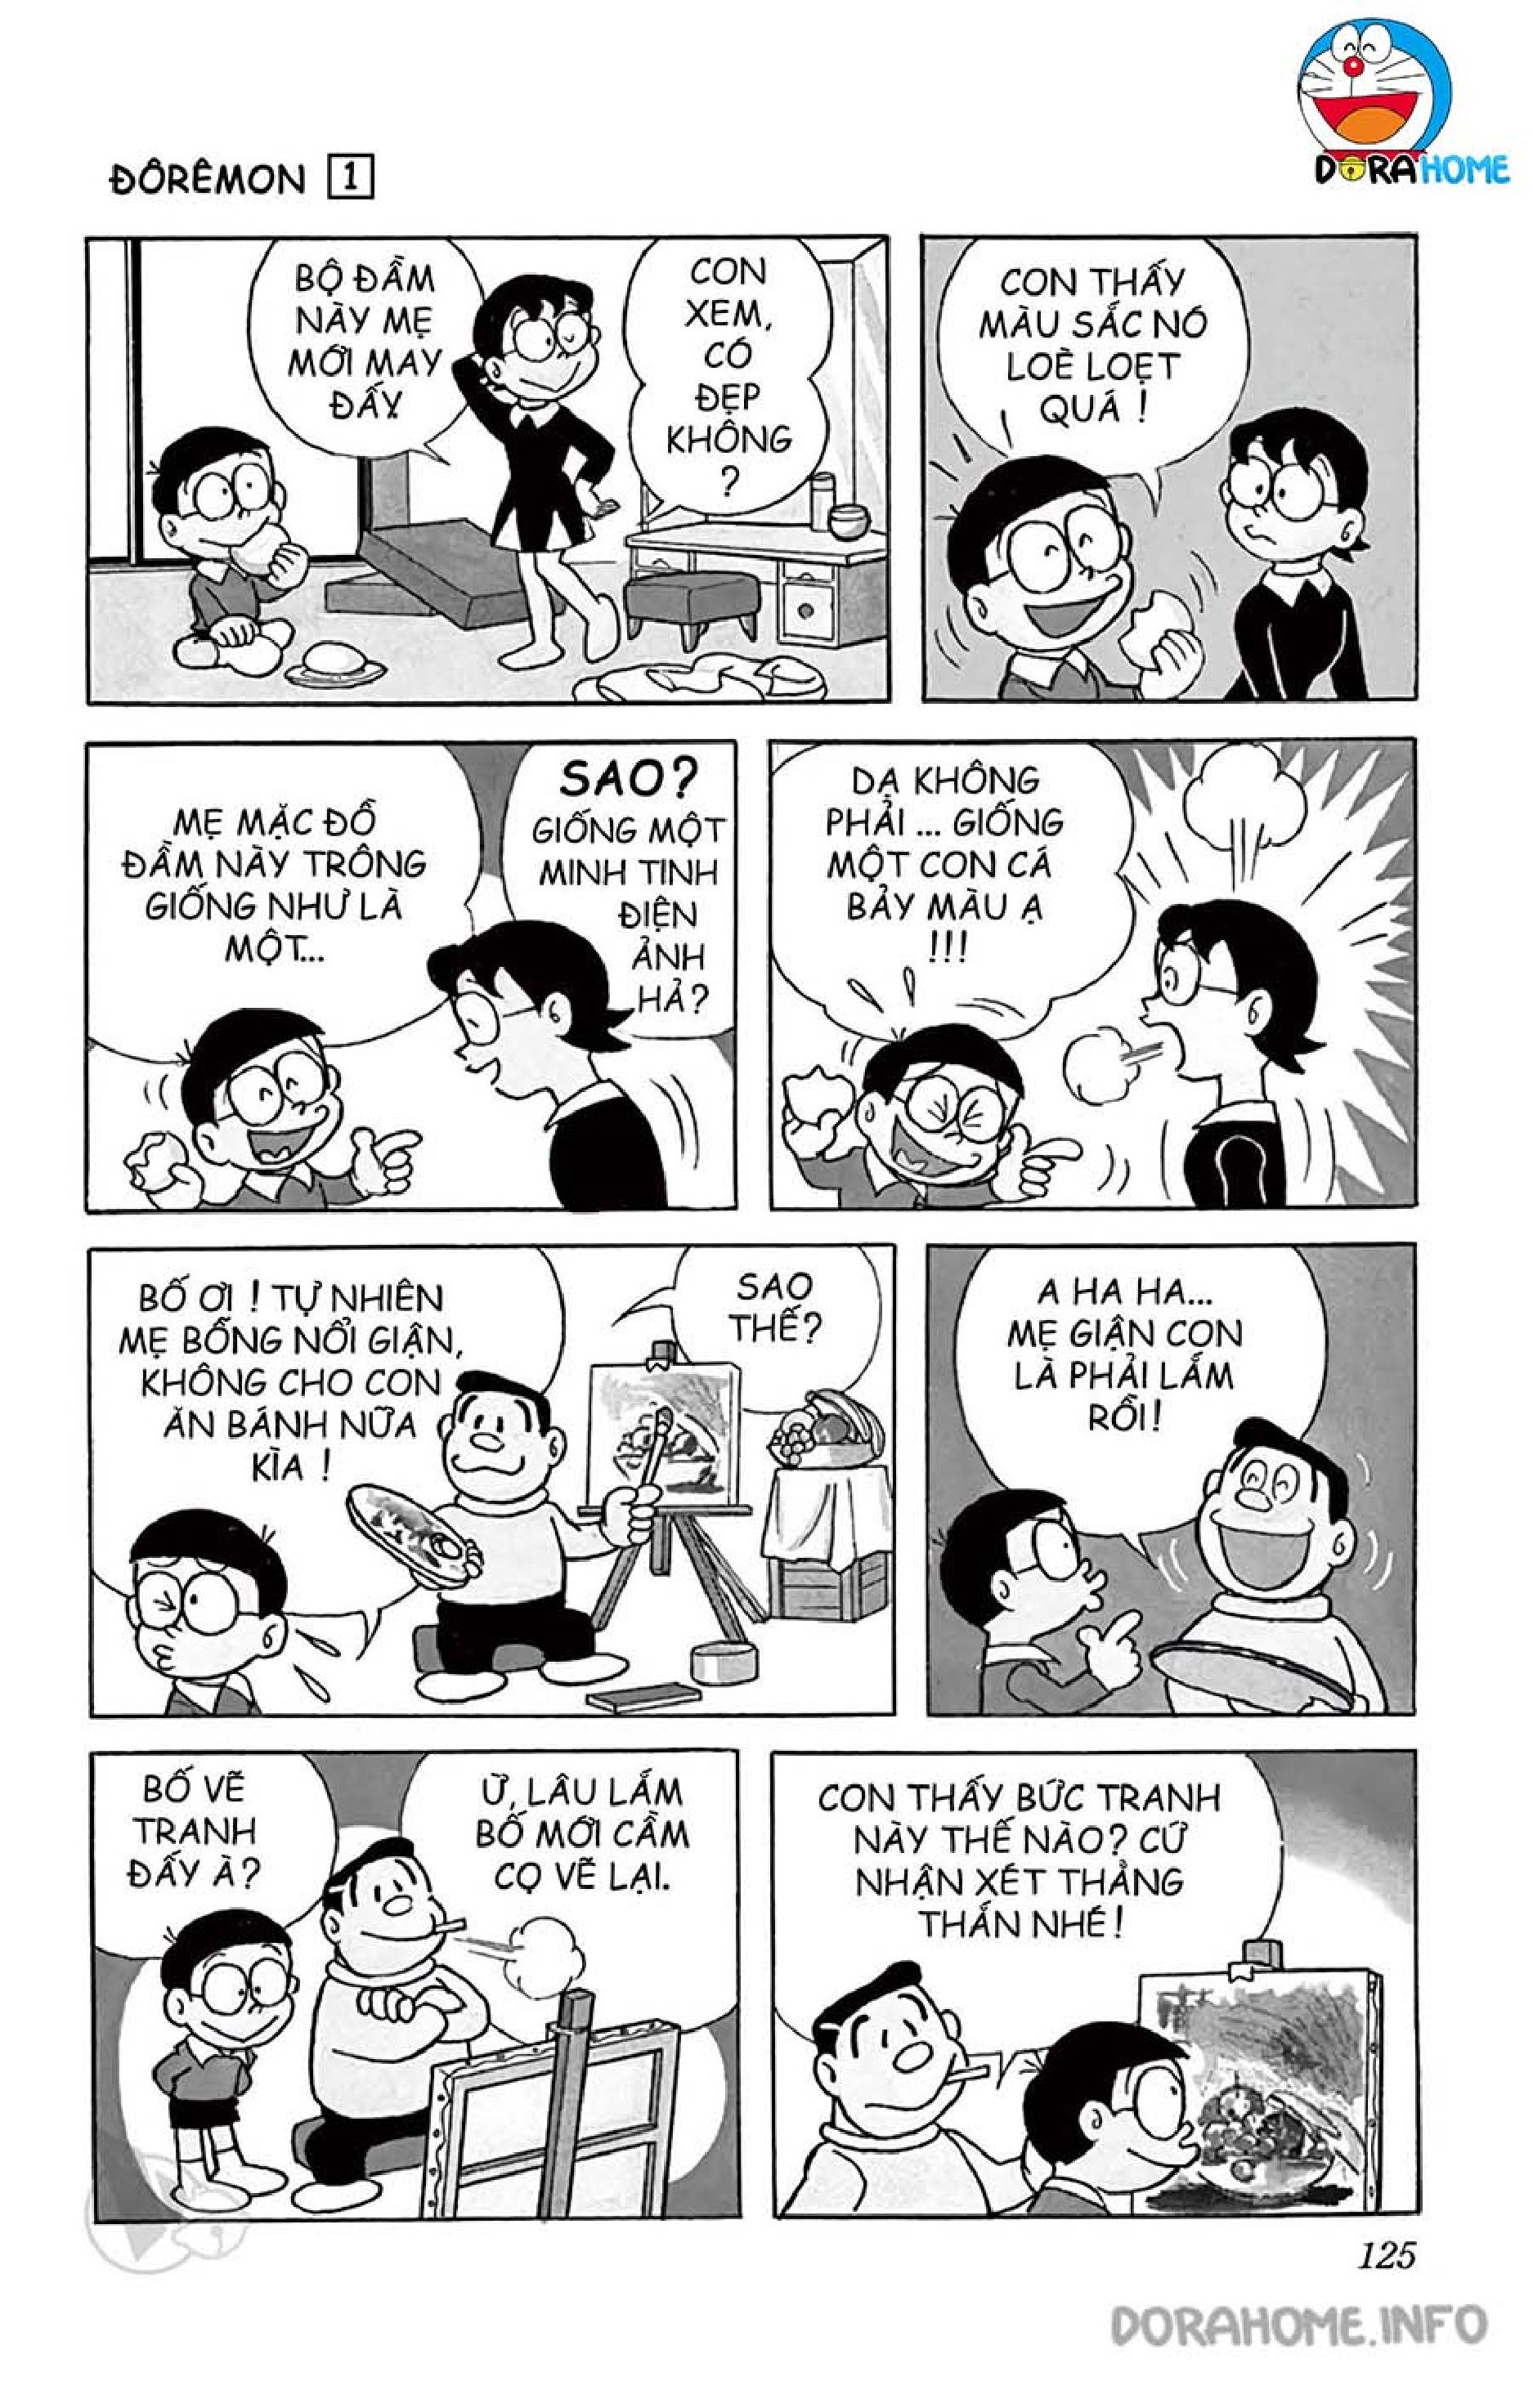 DORAHOME
ĐÔRÊMON 1
BỘ ĐẦM
NÀY MẸ
MỚI MAY
ĐẤY.
CON
XEM,
CÓ
ĐẸP
KHÔNG
?
CON THẤY
MÀU SẮC NÓ
LOÈ LOẸT
QUÁ !
MẸ MẶC ĐỒ
ĐẦM NÀY TRÔNG
GIỐNG NHƯ LÀ
MỘT...
SAO?
GIỐNG MỘT
MINH TINH
ĐIỆN
ẢNH
HẢ?
DẠ KHÔNG
PHẢI ... GIỐNG
MỘT CON CÁ
BẢY MÀU Ạ
!!!
BỐ ƠI ! TỰ NHIÊN
MẸ BỖNG NỔI GIẬN,
KHÔNG CHO CON
ĂN BÁNH NỮA
KÌA !
SAO
THẾ?
A HA HA...
MẸ GIẬN CON
LÀ PHẢI LẮM
RỒI!
BỐ VẼ
TRANH
ĐẤY À?
Ừ, LÂU LẮM
BỐ MỚI CẦM
CỌ VẼ LẠI.
CON THẤY BỨC TRANH
NÀY THẾ NÀO? CỨ
NHẬN XÉT THẲNG
THẮN NHÉ!
125
DORAHOME.INFO